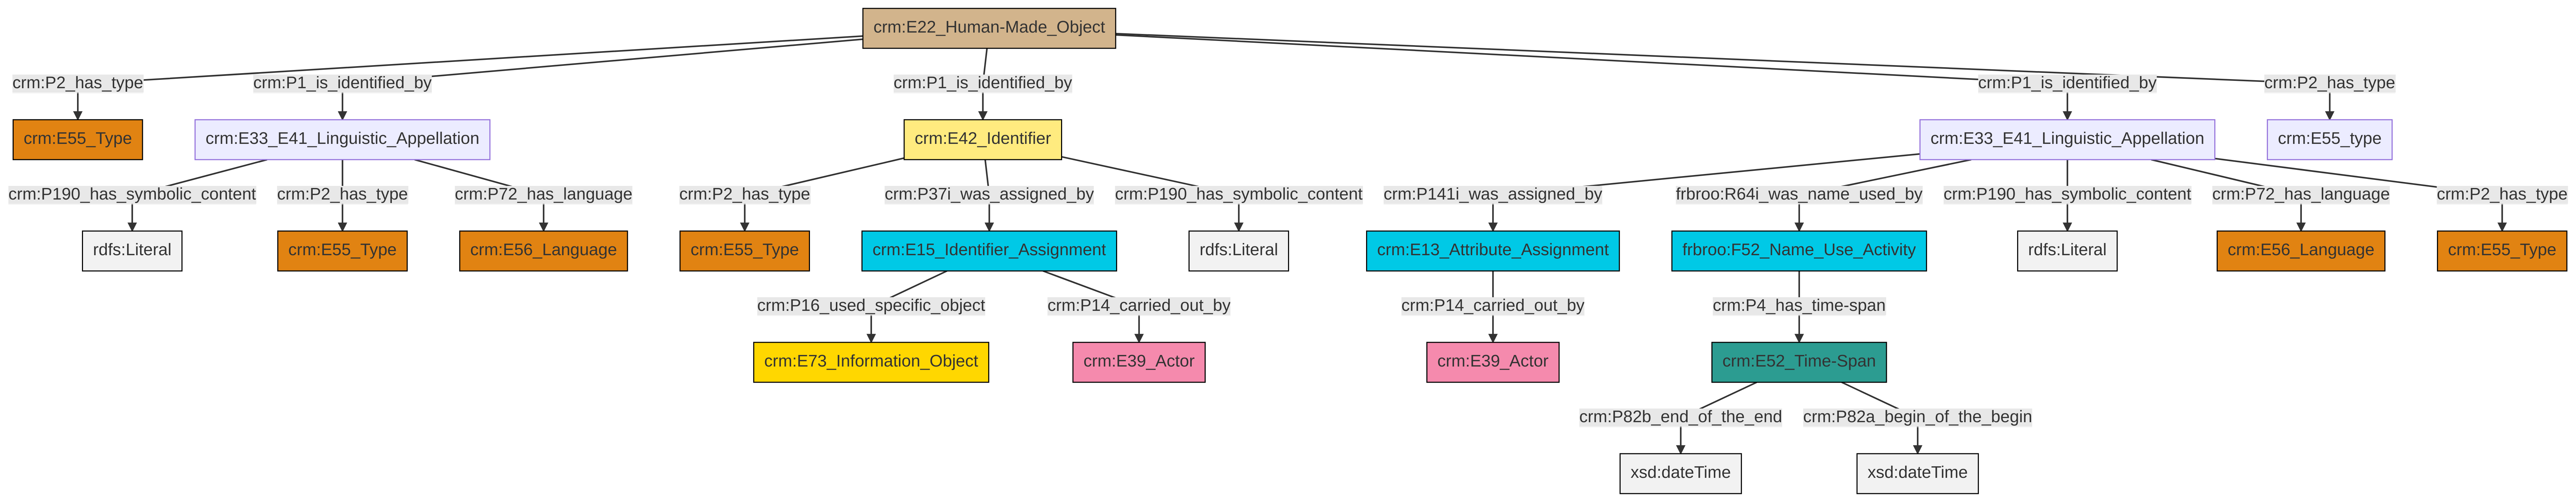 crm:E22_Human-Made_Object
crm:P2_has_type
crm:P1_is_identified_by
crm:P1_is_identified_by
crm:P1_is_identified_by
crm:P2_has_type
crm:E55_Type
crm:E33_E41_Linguistic_Appellation
crm:E42_Identifier
crm:E33_E41_Linguistic_Appellation
crm:E55_type
crm:P190_has_symbolic_content
crm:P2_has_type
crm:P72_has_language
crm:P2_has_type
crm:P37i_was_assigned_by
crm:P190_has_symbolic_content
crm:P141i_was_assigned_by
frbroo:R64i_was_name_used_by
crm:P190_has_symbolic_content
crm:P72_has_language
crm:P2_has_type
rdfs:Literal
crm:E55_Type
crm:E56_Language
crm:E55_Type
crm:E15_Identifier_Assignment
rdfs:Literal
crm:E13_Attribute_Assignment
frbroo:F52_Name_Use_Activity
rdfs:Literal
crm:E56_Language
crm:E55_Type
crm:P16_used_specific_object
crm:P14_carried_out_by
crm:P14_carried_out_by
crm:P4_has_time-span
crm:E73_Information_Object
crm:E39_Actor
crm:E39_Actor
crm:E52_Time-Span
crm:P82b_end_of_the_end
crm:P82a_begin_of_the_begin
xsd:dateTime
xsd:dateTime